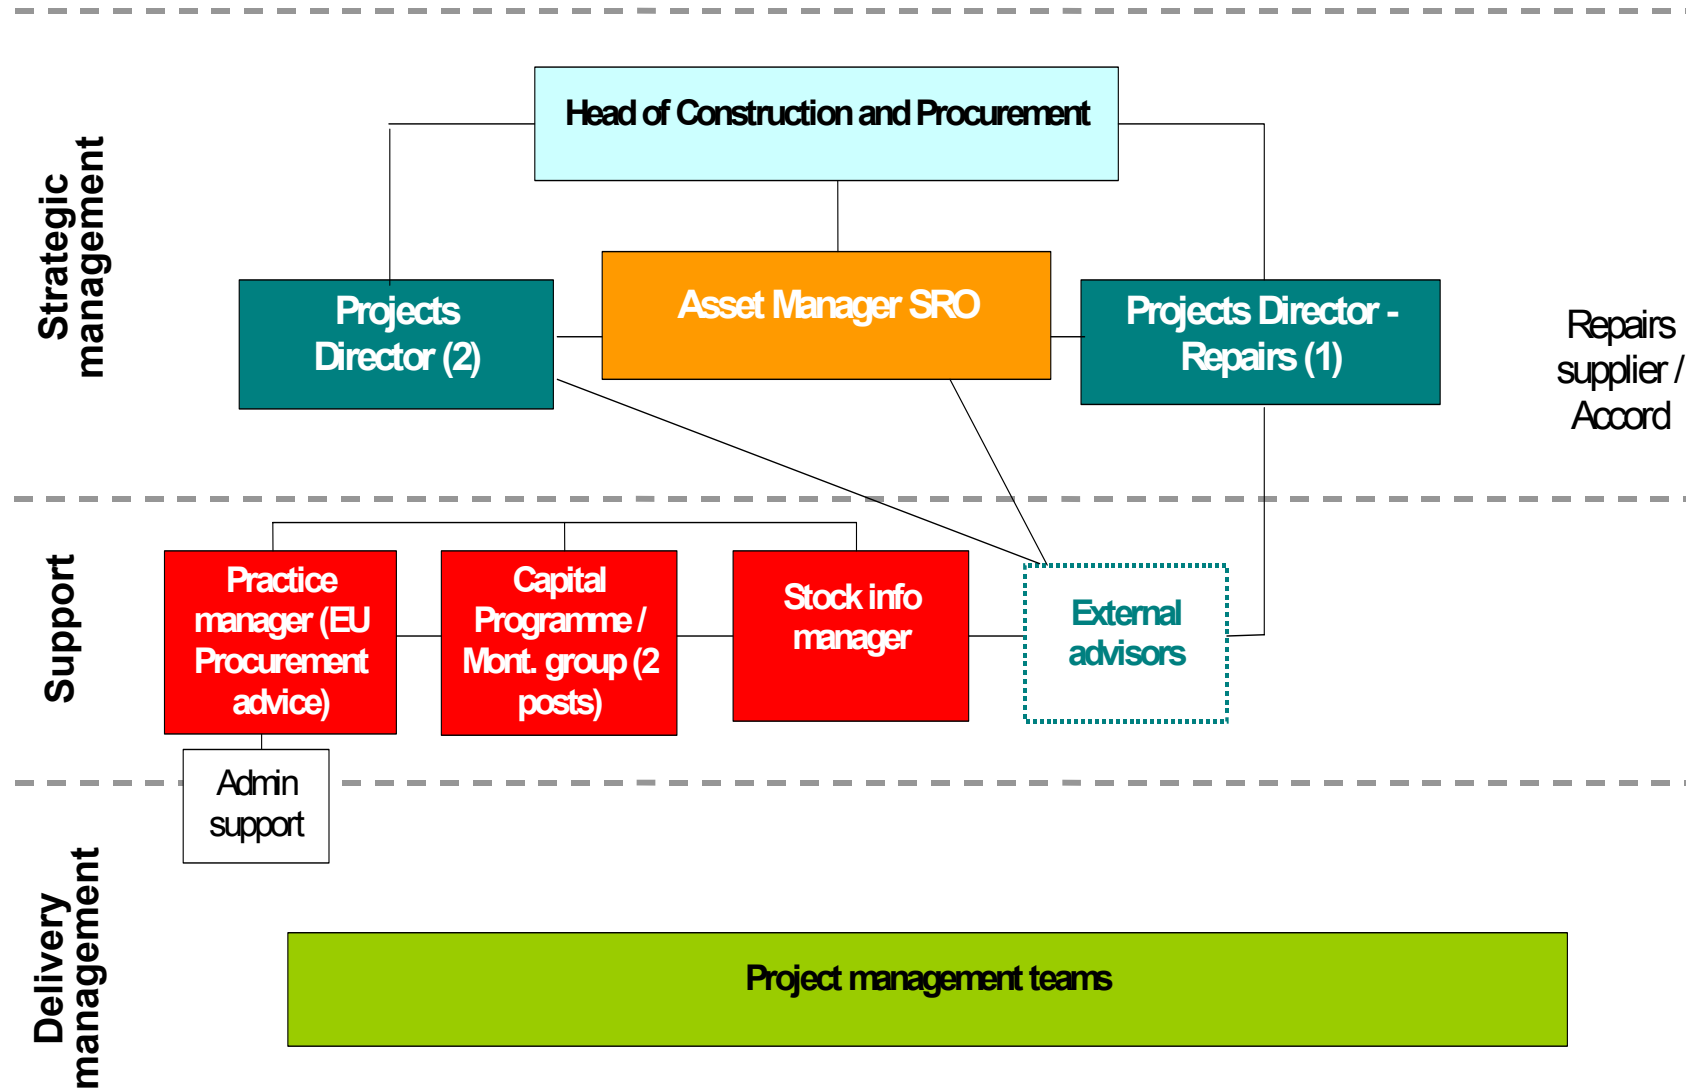 Strategic
management
Head of Construction and Procurement
Projects
Director (2)
Asset Manager SRO
Projects Director -
Repairs (1)
Repairs
supplier /
Accord
Support
Practice
manager (EU
Procurement
advice)
Capital
Programme /
Mont. group (2
posts)
Stock info
manager
External
advisors
Admin
support
Delivery
management
Project management teams